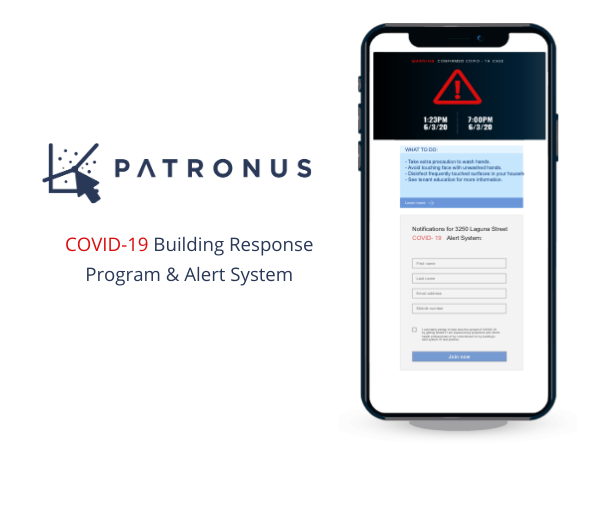 PATRONUS
COVID-19 Building Response
Program & Alert System
WARNING CONFIRMED COVID - 19 CASE
1:23PM 7:00PM
6/3/20 6/3/20
WHAT TO DO:
- Take extra precaution to wash hands.
- Avoid touching face with unwashed hands.
- Disinfect frequently touched surfaces in your househ
- See tenant education for more information.
Learn more
Notifications for 3250 Laguna Street
COVID- 19 Alert System:
First name
Last name
Email address
Mobile number
Join now